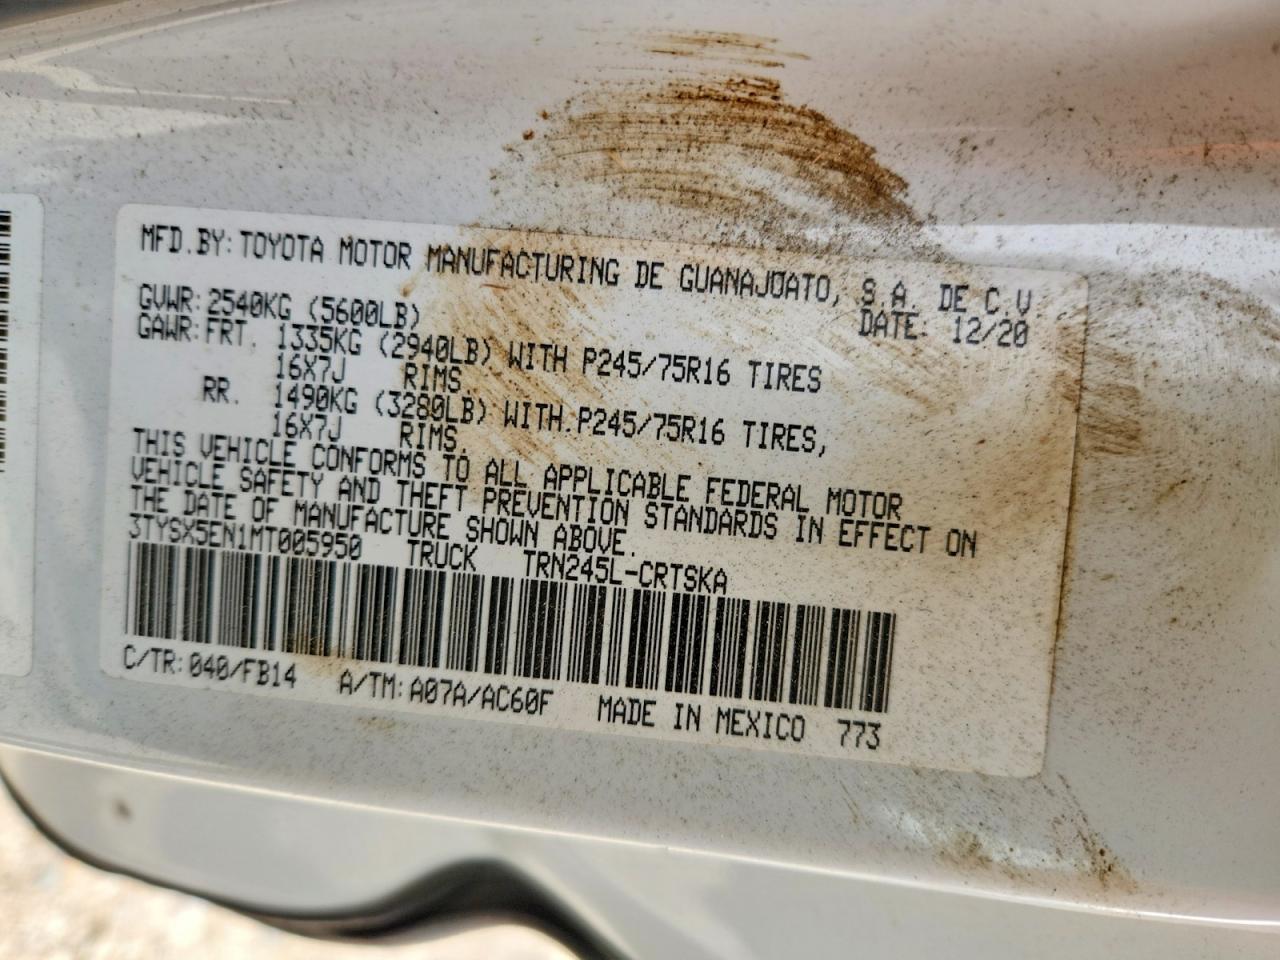 MFD.BY:TOYOTA MOTOR MANUFACTURING DE GUANAJUATO, S.A. DE C.V.
GVWR:2540KG (5600LB) DATE: 12/20
GAWR:FRT. 1335KG (2940LB) WITH P245/75R16 TIRES
16X7J RIMS
RR. 1490KG (3280LB) WITH P245/75R16 TIRES,
16X7J RIMS
THIS VEHICLE CONFORMS TO ALL APPLICABLE FEDERAL MOTOR
VEHICLE SAFETY AND THEFT PREVENTION STANDARDS IN EFFECT ON
THE DATE OF MANUFACTURE SHOWN ABOVE.
3TYSX5EN1MT005950 TRUCK TRN245L-CRTSKA
C/TR:040/FB14 A/TM:A07A/AC60F MADE IN MEXICO 773